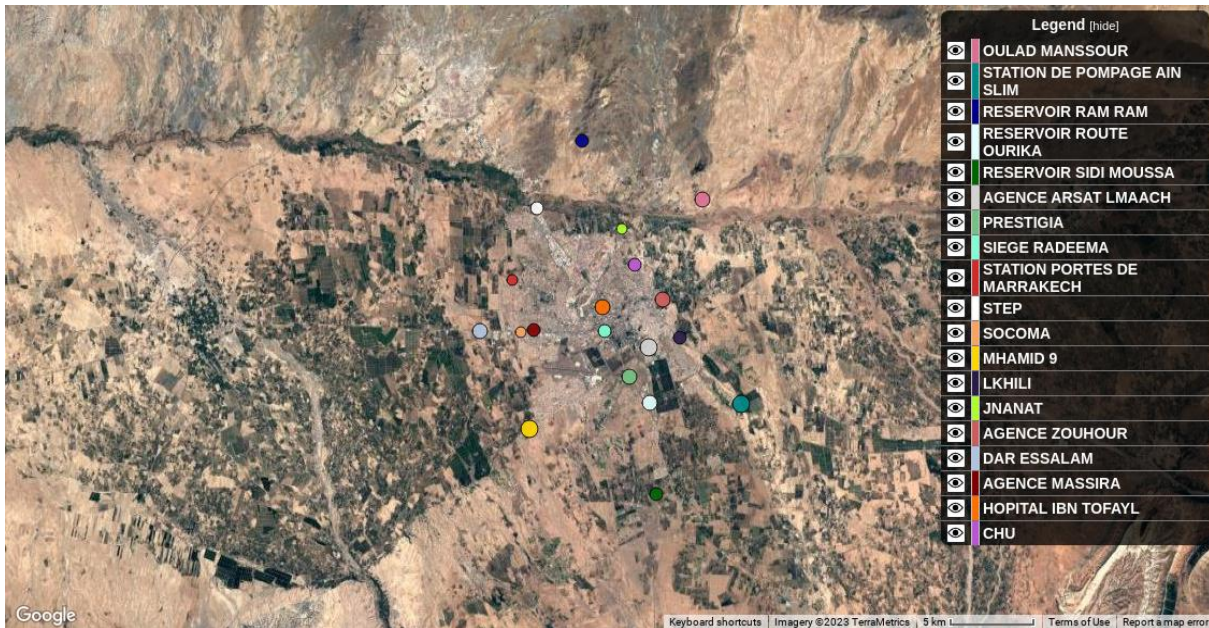 Legend [hide]
OULAD MANSSOUR
STATION DE POMPAGE AIN
SLIM
RESERVOIR RAM RAM
RESERVOIR ROUTE
OURIKA
RESERVOIR SIDI MOUSSA
AGENCE ARSAT LMAACH
PRESTIGIA
SIEGE RADEEMA
STATION PORTES DE
MARRAKECH
STEP
SOCOMA
MHAMID 9
LKHILI
JNANAT
AGENCE ZOUHOUR
DAR ESSALAM
AGENCE MASSIRA
HOPITAL IBN TOFAYL
CHU
Google
Keyboard shortcuts Imagery ©2023 TerraMetrics 5 km Terms of Use Report a map error